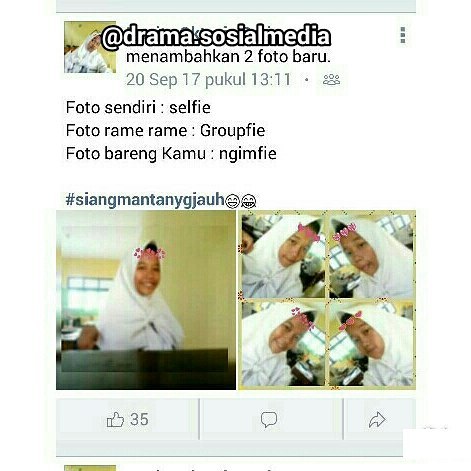 @drama.sosialmedia
menambahkan 2 foto baru.
20 Sep 17 pukul 13:11
Foto sendiri : selfie
Foto rame rame : Groupfie
Foto bareng Kamu : ngimfie
#siangmantanygjauh😄😂
35